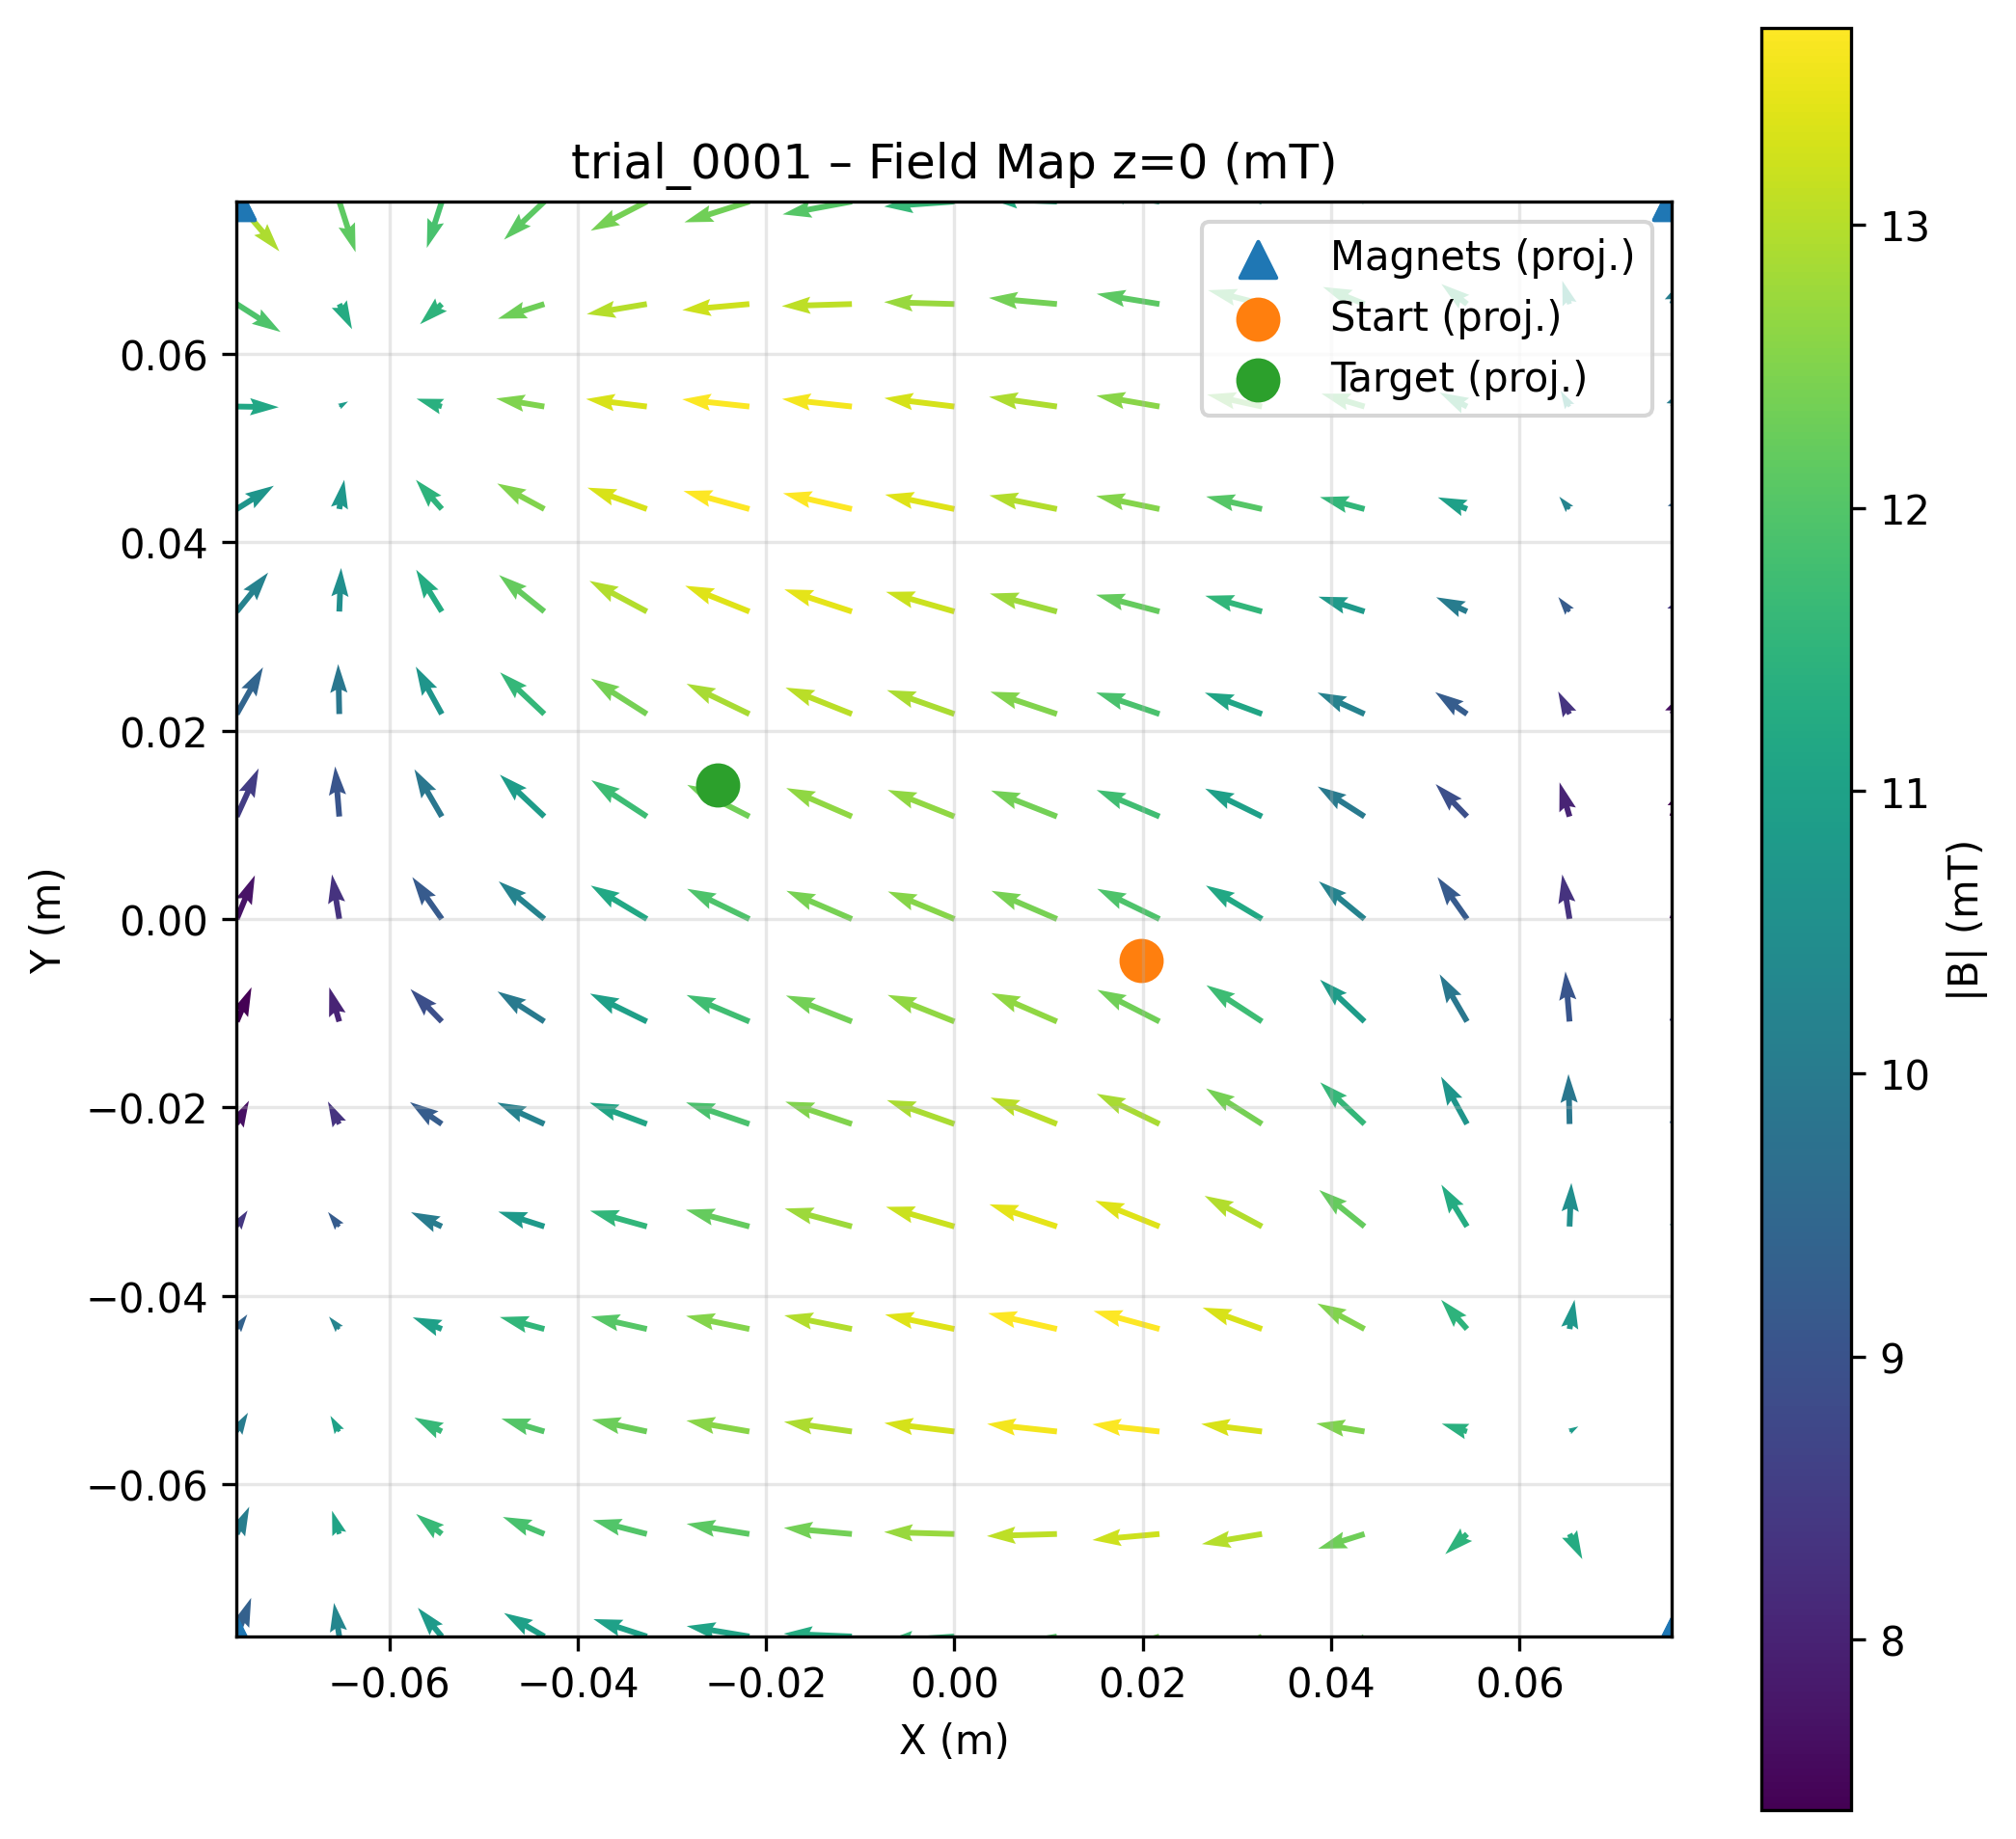 trial_0001 – Field Map z=0 (mT)
Magnets (proj.)
Start (proj.)
Target (proj.)
0.06
0.04
0.02
0.00
−0.02
−0.04
−0.06
Y (m)
−0.06 −0.04 −0.02 0.00 0.02 0.04 0.06
X (m)
13
12
11
10
9
8
|B| (mT)